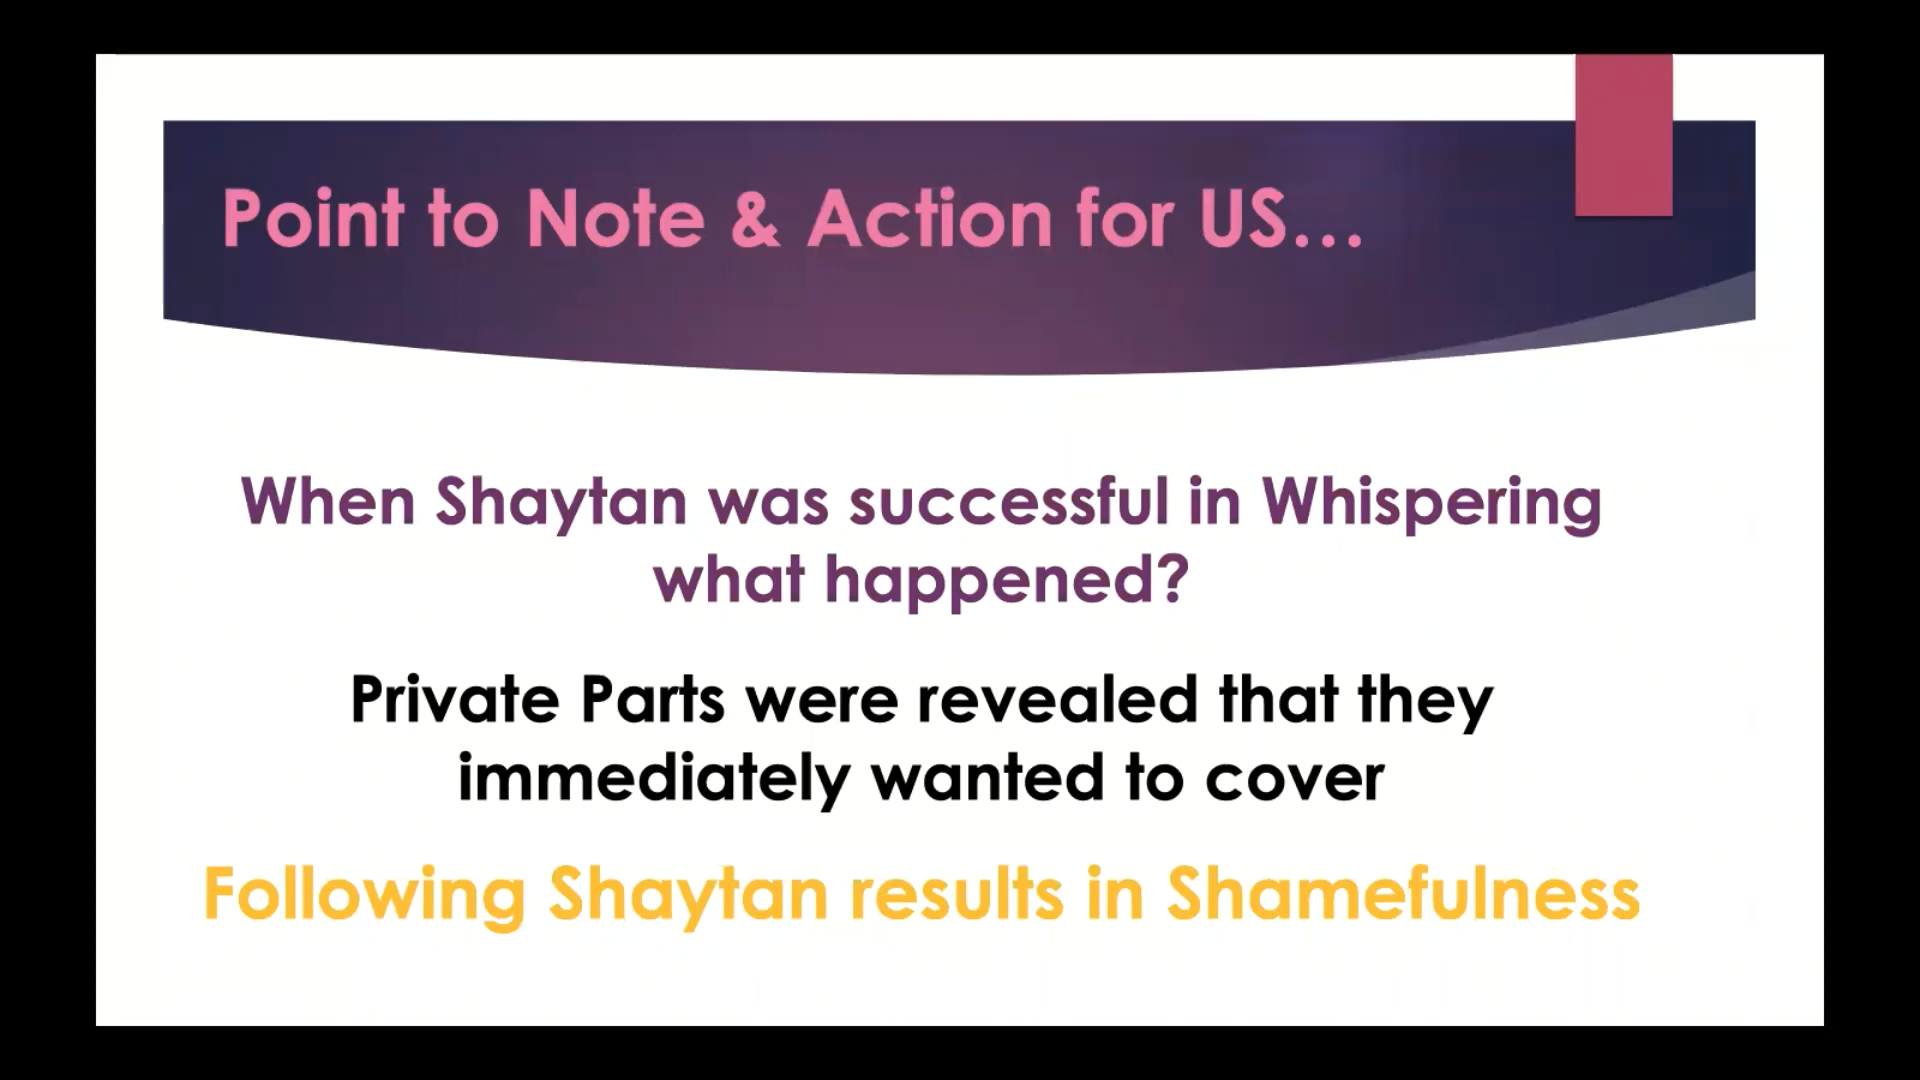 Point to Note & Action for US...
When Shaytan was successful in Whispering
what happened?
Private Parts were revealed that they
immediately wanted to cover
Following Shaytan results in Shamefulness